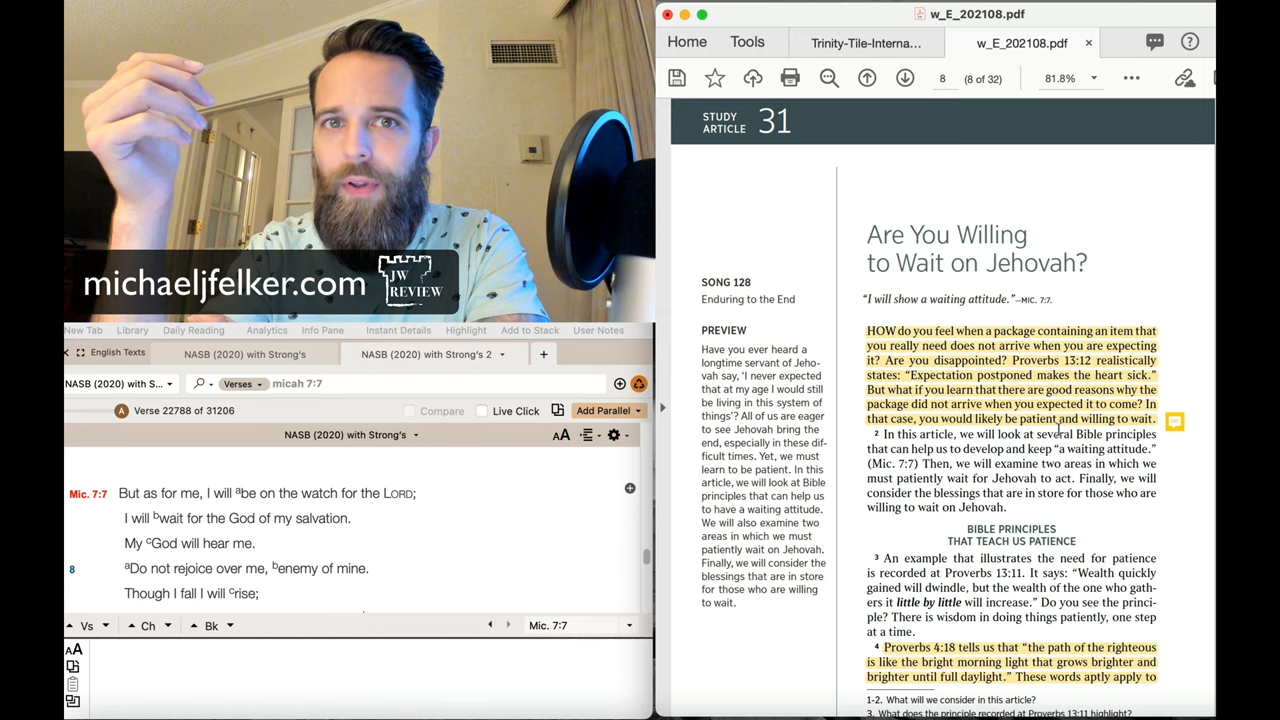 michaeljfelker.com
JW
REVIEW
New Tab Library Daily Reading Analytics Info Pane Instant Details Highlight Add to Stack User Notes
English Texts NASB (2020) with Strong's NASB (2020) with Strong's 2 +
NASB (2020) with S... Verses micah 7:7
A Verse 22788 of 31206 Compare Live Click Add Parallel
NASB (2020) with Strong's AA
Mic. 7:7 But as for me, I will ᵃbe on the watch for the LORD;
I will ᵇwait for the God of my salvation.
My ᶜGod will hear me.
8 ᵃDo not rejoice over me, ᵇenemy of mine.
Though I fall I will ᶜrise;
Vs Ch Bk Mic. 7:7
AA
w_E_202108.pdf
Home Tools Trinity-Tile-Interna... w_E_202108.pdf ×
8 (8 of 32) 81.8%
STUDY
ARTICLE 31
Are You Willing
to Wait on Jehovah?
SONG 128
Enduring to the End
“I will show a waiting attitude.”—MIC. 7:7.
PREVIEW
Have you ever heard a
longtime servant of Jeho-
vah say, ‘I never expected
that at my age I would still
be living in this system of
things’? All of us are eager
to see Jehovah bring the
end, especially in these dif-
ficult times. Yet, we must
learn to be patient. In this
article, we will look at Bible
principles that can help us
to have a waiting attitude.
We will also examine two
areas in which we must
patiently wait on Jehovah.
Finally, we will consider the
blessings that are in store
for those who are willing
to wait.
HOW do you feel when a package containing an item that
you really need does not arrive when you are expecting
it? Are you disappointed? Proverbs 13:12 realistically
states: “Expectation postponed makes the heart sick.”
But what if you learn that there are good reasons why the
package did not arrive when you expected it to come? In
that case, you would likely be patient and willing to wait.
2 In this article, we will look at several Bible principles
that can help us to develop and keep “a waiting attitude.”
(Mic. 7:7) Then, we will examine two areas in which we
must patiently wait for Jehovah to act. Finally, we will
consider the blessings that are in store for those who are
willing to wait on Jehovah.
BIBLE PRINCIPLES
THAT TEACH US PATIENCE
3 An example that illustrates the need for patience
is recorded at Proverbs 13:11. It says: “Wealth quickly
gained will dwindle, but the wealth of the one who gath-
ers it little by little will increase.” Do you see the princi-
ple? There is wisdom in doing things patiently, one step
at a time.
4 Proverbs 4:18 tells us that “the path of the righteous
is like the bright morning light that grows brighter and
brighter until full daylight.” These words aptly apply to
1-2. What will we consider in this article?
3. What does the principle recorded at Proverbs 13:11 highlight?